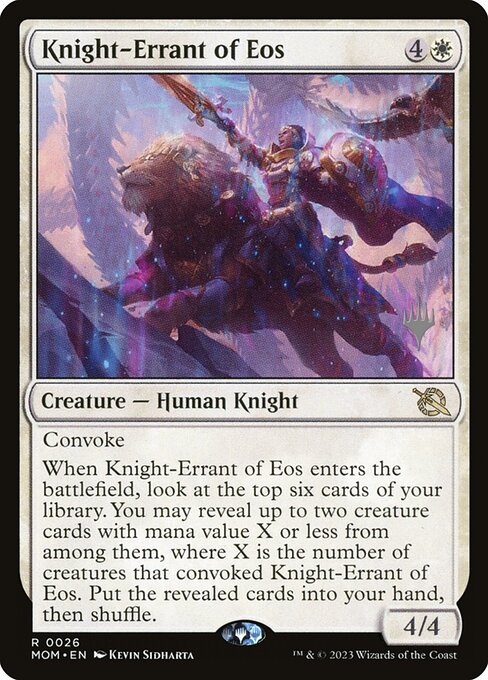 Knight-Errant of Eos 4
Creature — Human Knight
Convoke
When Knight-Errant of Eos enters the
battlefield, look at the top six cards of your
library. You may reveal up to two creature
cards with mana value X or less from
among them, where X is the number of
creatures that convoked Knight-Errant of
Eos. Put the revealed cards into your hand,
then shuffle.
4/4
R 0026
MOM • EN Kevin Sidharta
™ & © 2023 Wizards of the Coast